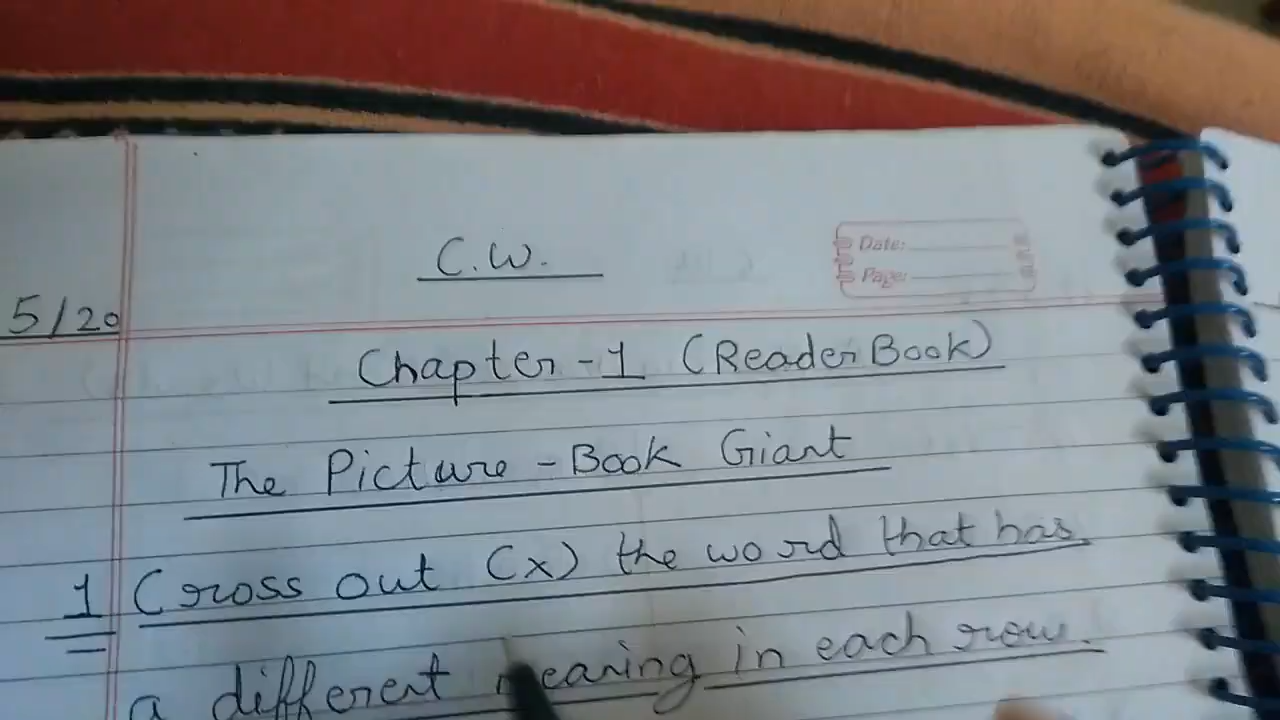 C.W.
Date:
Page:
5/20
Chapter-1 (Reader Book)
The Picture-Book Giant
1 Cross out (x) the word that has
a different meaning in each row.